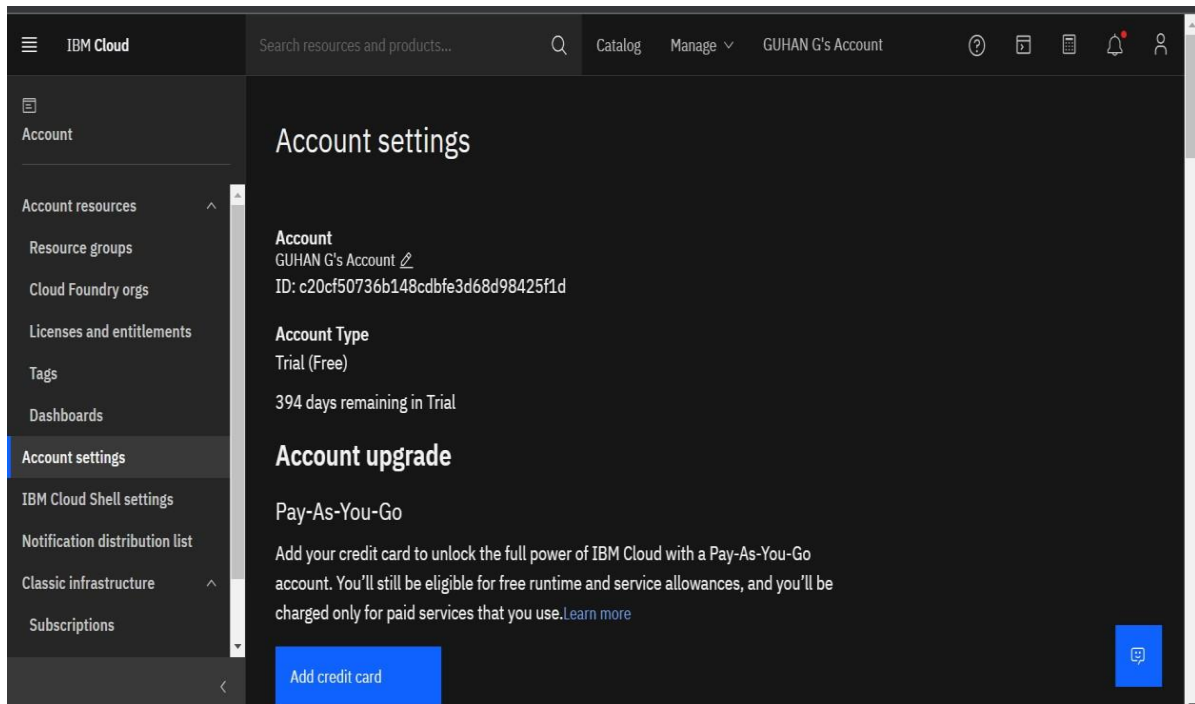 IBM Cloud
Search resources and products...
Catalog
Manage
GUHAN G's Account
Account
Account resources
Resource groups
Cloud Foundry orgs
Licenses and entitlements
Tags
Dashboards
Account settings
IBM Cloud Shell settings
Notification distribution list
Classic infrastructure
Subscriptions
Account settings
Account
GUHAN G's Account
ID: c20cf50736b148cdbfe3d68d98425f1d
Account Type
Trial (Free)
394 days remaining in Trial
Account upgrade
Pay-As-You-Go
Add your credit card to unlock the full power of IBM Cloud with a Pay-As-You-Go
account. You’ll still be eligible for free runtime and service allowances, and you’ll be
charged only for paid services that you use.Learn more
Add credit card